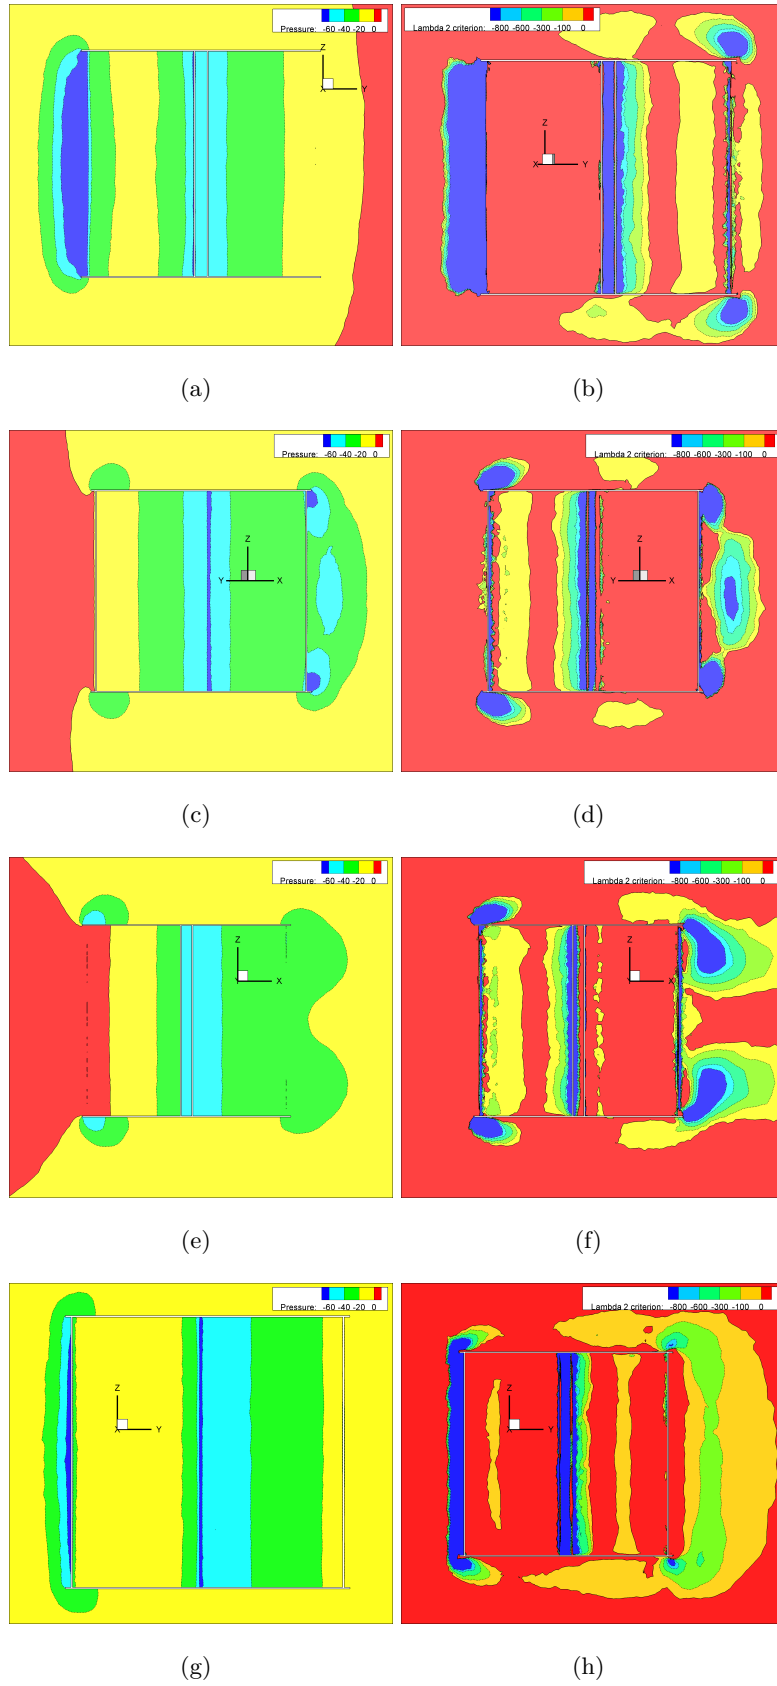 Pressure: -60 -40 -20 0
Z
X Y
Lambda 2 criterion: -800 -600 -300 -100 0
Z
X Y
(a) (b)
Pressure: -60 -40 -20 0
Z
Y X
Lambda 2 criterion: -800 -600 -300 -100 0
Z
Y X
(c) (d)
Pressure: -60 -40 -20 0
Z
X
Lambda 2 criterion: -800 -600 -300 -100 0
Z
X
(e) (f)
Pressure: -60 -40 -20 0
Z
X Y
Lambda 2 criterion: -800 -600 -300 -100 0
Z
X Y
(g) (h)